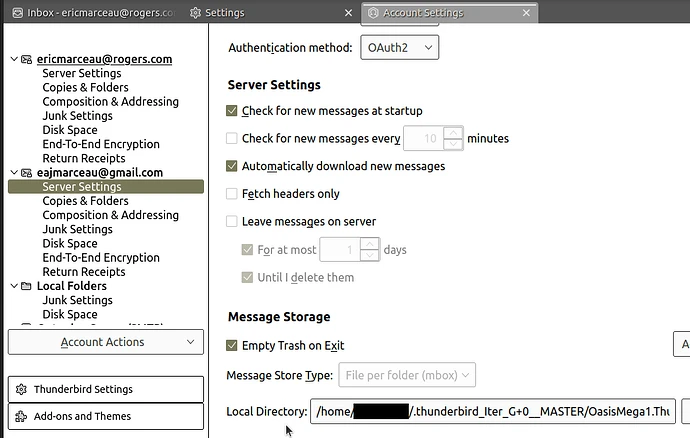 Inbox - ericmarceau@rogers.co
Settings
Account Settings
ericmarceau@rogers.com
Server Settings
Copies & Folders
Composition & Addressing
Junk Settings
Disk Space
End-To-End Encryption
Return Receipts
eajmarceau@gmail.com
Server Settings
Copies & Folders
Composition & Addressing
Junk Settings
Disk Space
End-To-End Encryption
Return Receipts
Local Folders
Junk Settings
Disk Space
Account Actions
Thunderbird Settings
Add-ons and Themes
Authentication method: OAuth2
Server Settings
Check for new messages at startup
Check for new messages every 10 minutes
Automatically download new messages
Fetch headers only
Leave messages on server
For at most 1 days
Until I delete them
Message Storage
Empty Trash on Exit
A
Message Store Type: File per folder (mbox)
Local Directory: /home/ /.thunderbird_Iter_G+0__MASTER/OasisMega1.Thu